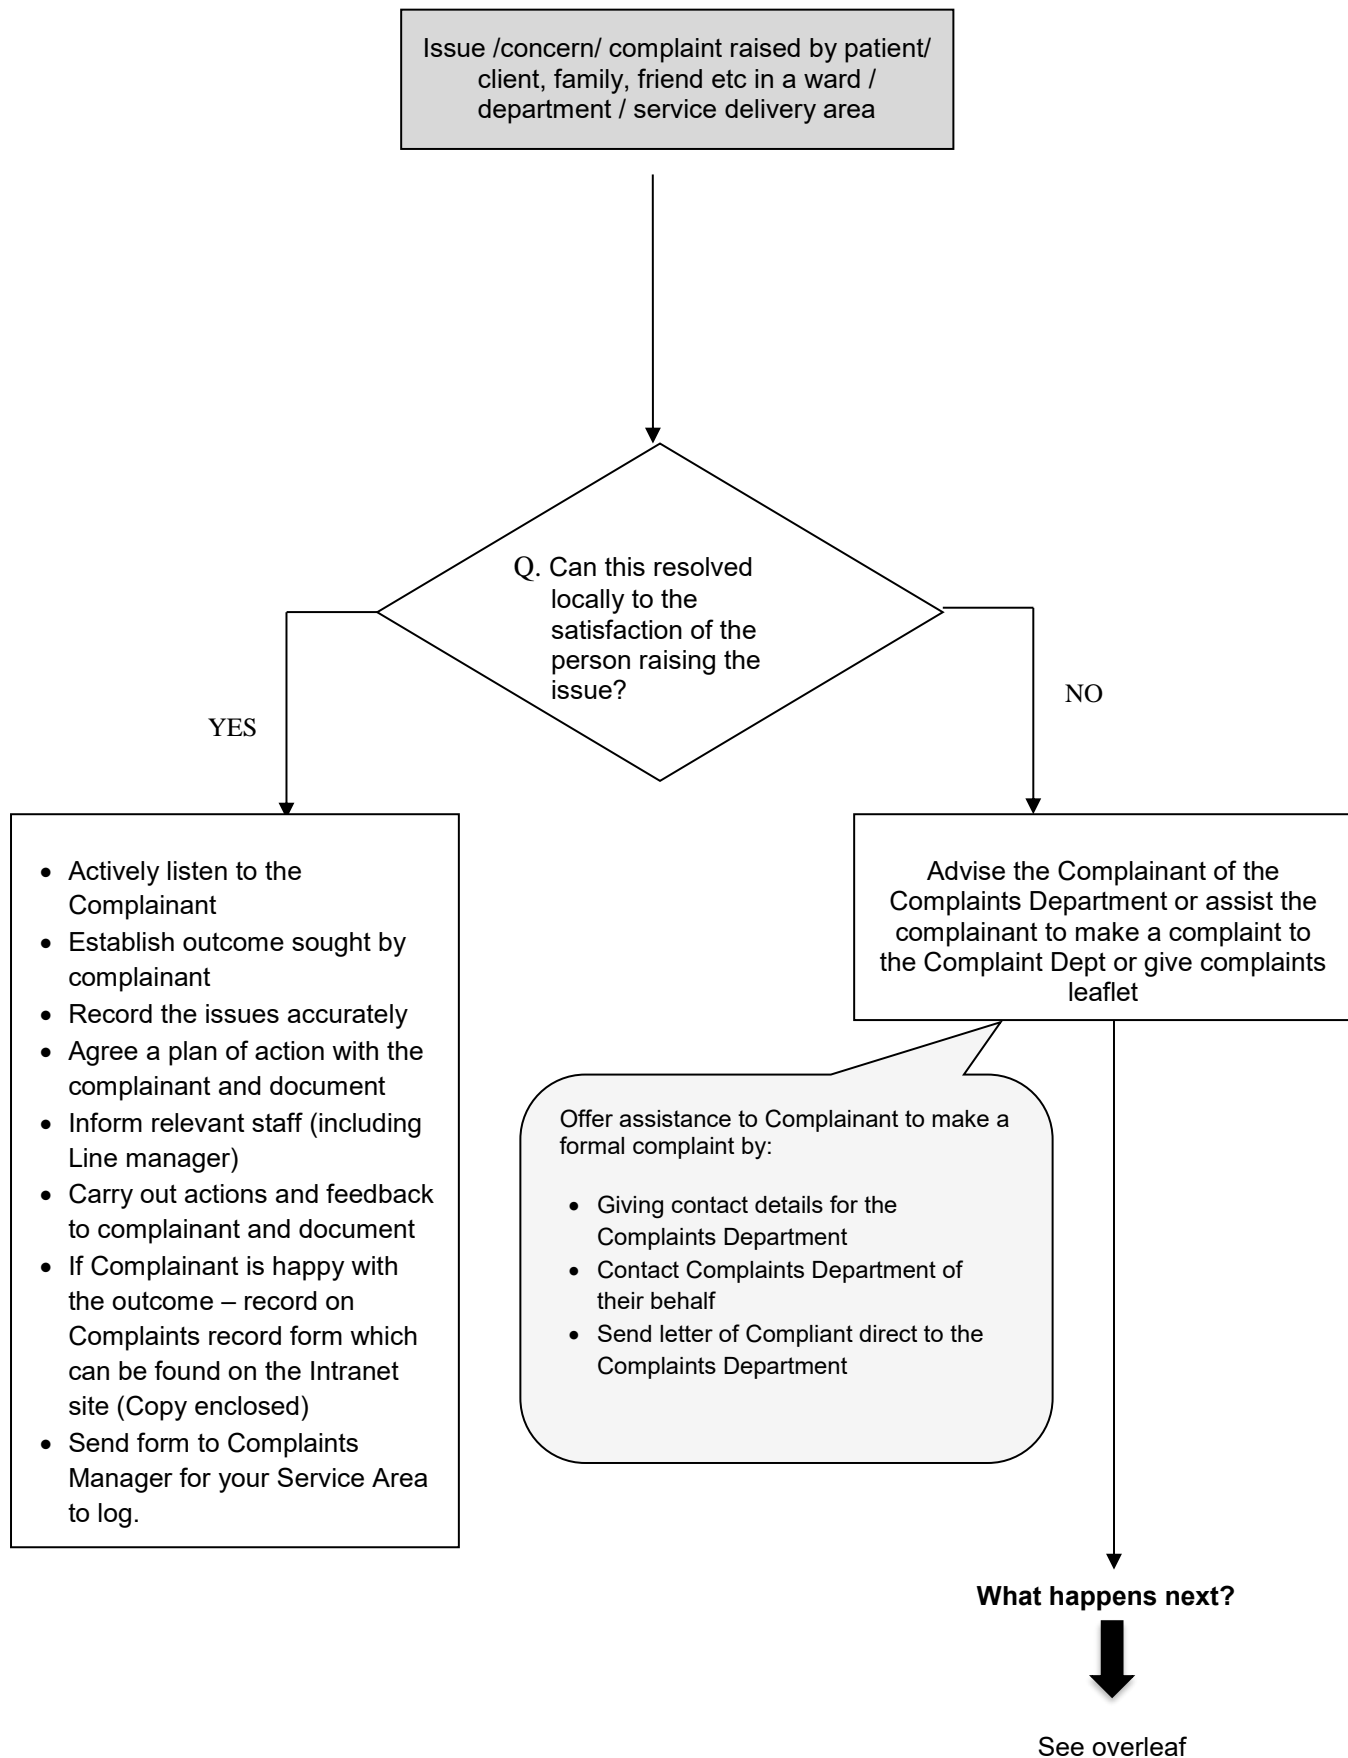 Issue /concern/ complaint raised by patient/
client, family, friend etc in a ward /
department / service delivery area
Q. Can this resolved
locally to the
satisfaction of the
person raising the
issue?
YES
NO
• Actively listen to the
Complainant
• Establish outcome sought by
complainant
• Record the issues accurately
• Agree a plan of action with the
complainant and document
• Inform relevant staff (including
Line manager)
• Carry out actions and feedback
to complainant and document
• If Complainant is happy with
the outcome – record on
Complaints record form which
can be found on the Intranet
site (Copy enclosed)
• Send form to Complaints
Manager for your Service Area
to log.
Advise the Complainant of the
Complaints Department or assist the
complainant to make a complaint to
the Complaint Dept or give complaints
leaflet
Offer assistance to Complainant to make a
formal complaint by:
• Giving contact details for the
Complaints Department
• Contact Complaints Department of
their behalf
• Send letter of Compliant direct to the
Complaints Department
What happens next?
See overleaf